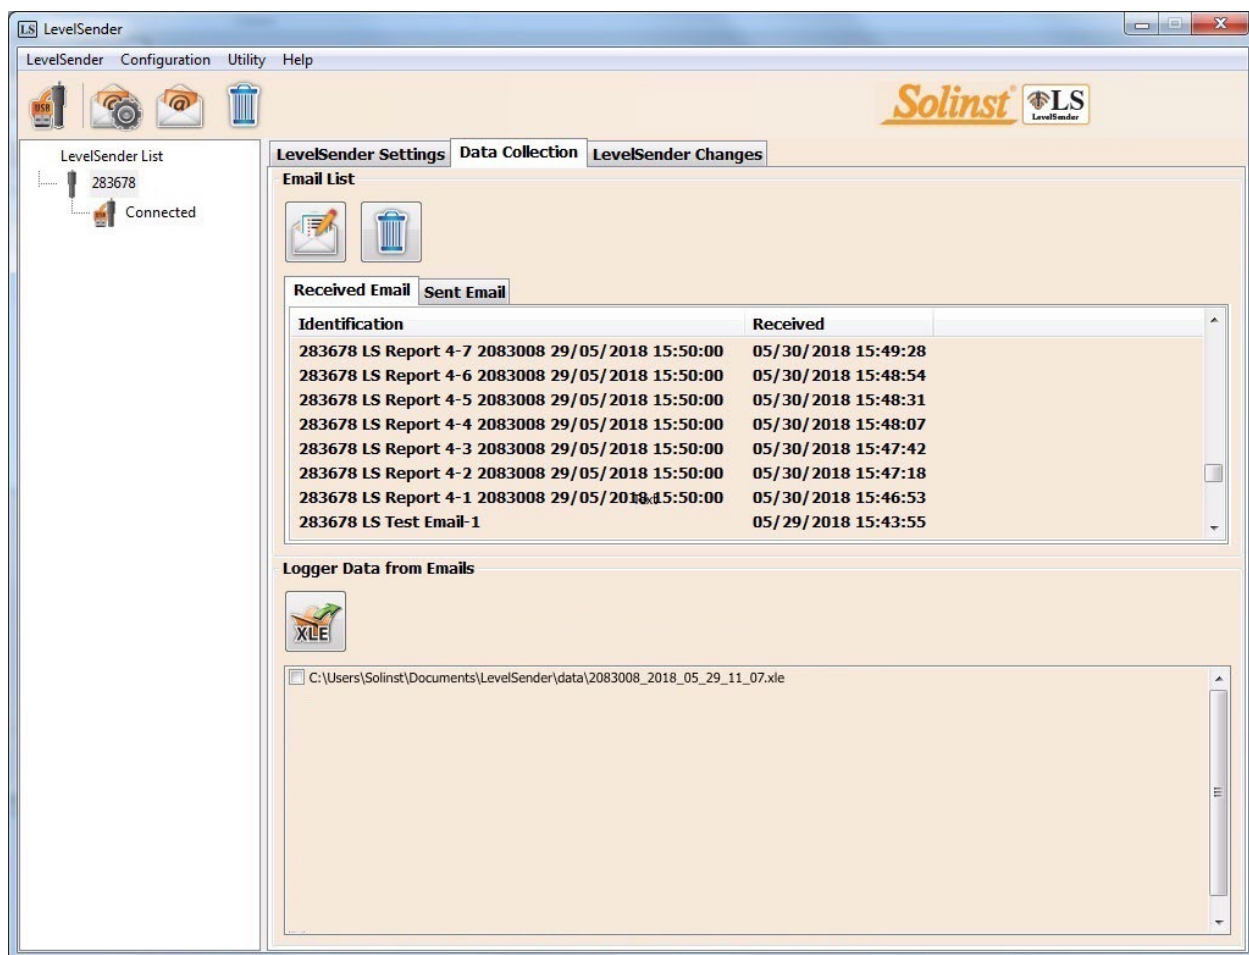 LS LevelSender
LevelSender Configuration Utility Help
USB @ @ Solinst LS
LevelSender
LevelSender List
283678
Connected
LevelSender Settings Data Collection LevelSender Changes
Email List
Received Email Sent Email
Identification Received
283678 LS Report 4-7 2083008 29/05/2018 15:50:00 05/30/2018 15:49:28
283678 LS Report 4-6 2083008 29/05/2018 15:50:00 05/30/2018 15:48:54
283678 LS Report 4-5 2083008 29/05/2018 15:50:00 05/30/2018 15:48:31
283678 LS Report 4-4 2083008 29/05/2018 15:50:00 05/30/2018 15:48:07
283678 LS Report 4-3 2083008 29/05/2018 15:50:00 05/30/2018 15:47:42
283678 LS Report 4-2 2083008 29/05/2018 15:50:00 05/30/2018 15:47:18
283678 LS Report 4-1 2083008 29/05/2018 15:50:00 05/30/2018 15:46:53
Text
283678 LS Test Email-1 05/29/2018 15:43:55
Logger Data from Emails
XLE
C:\Users\Solinst\Documents\LevelSender\data\2083008_2018_05_29_11_07.xle